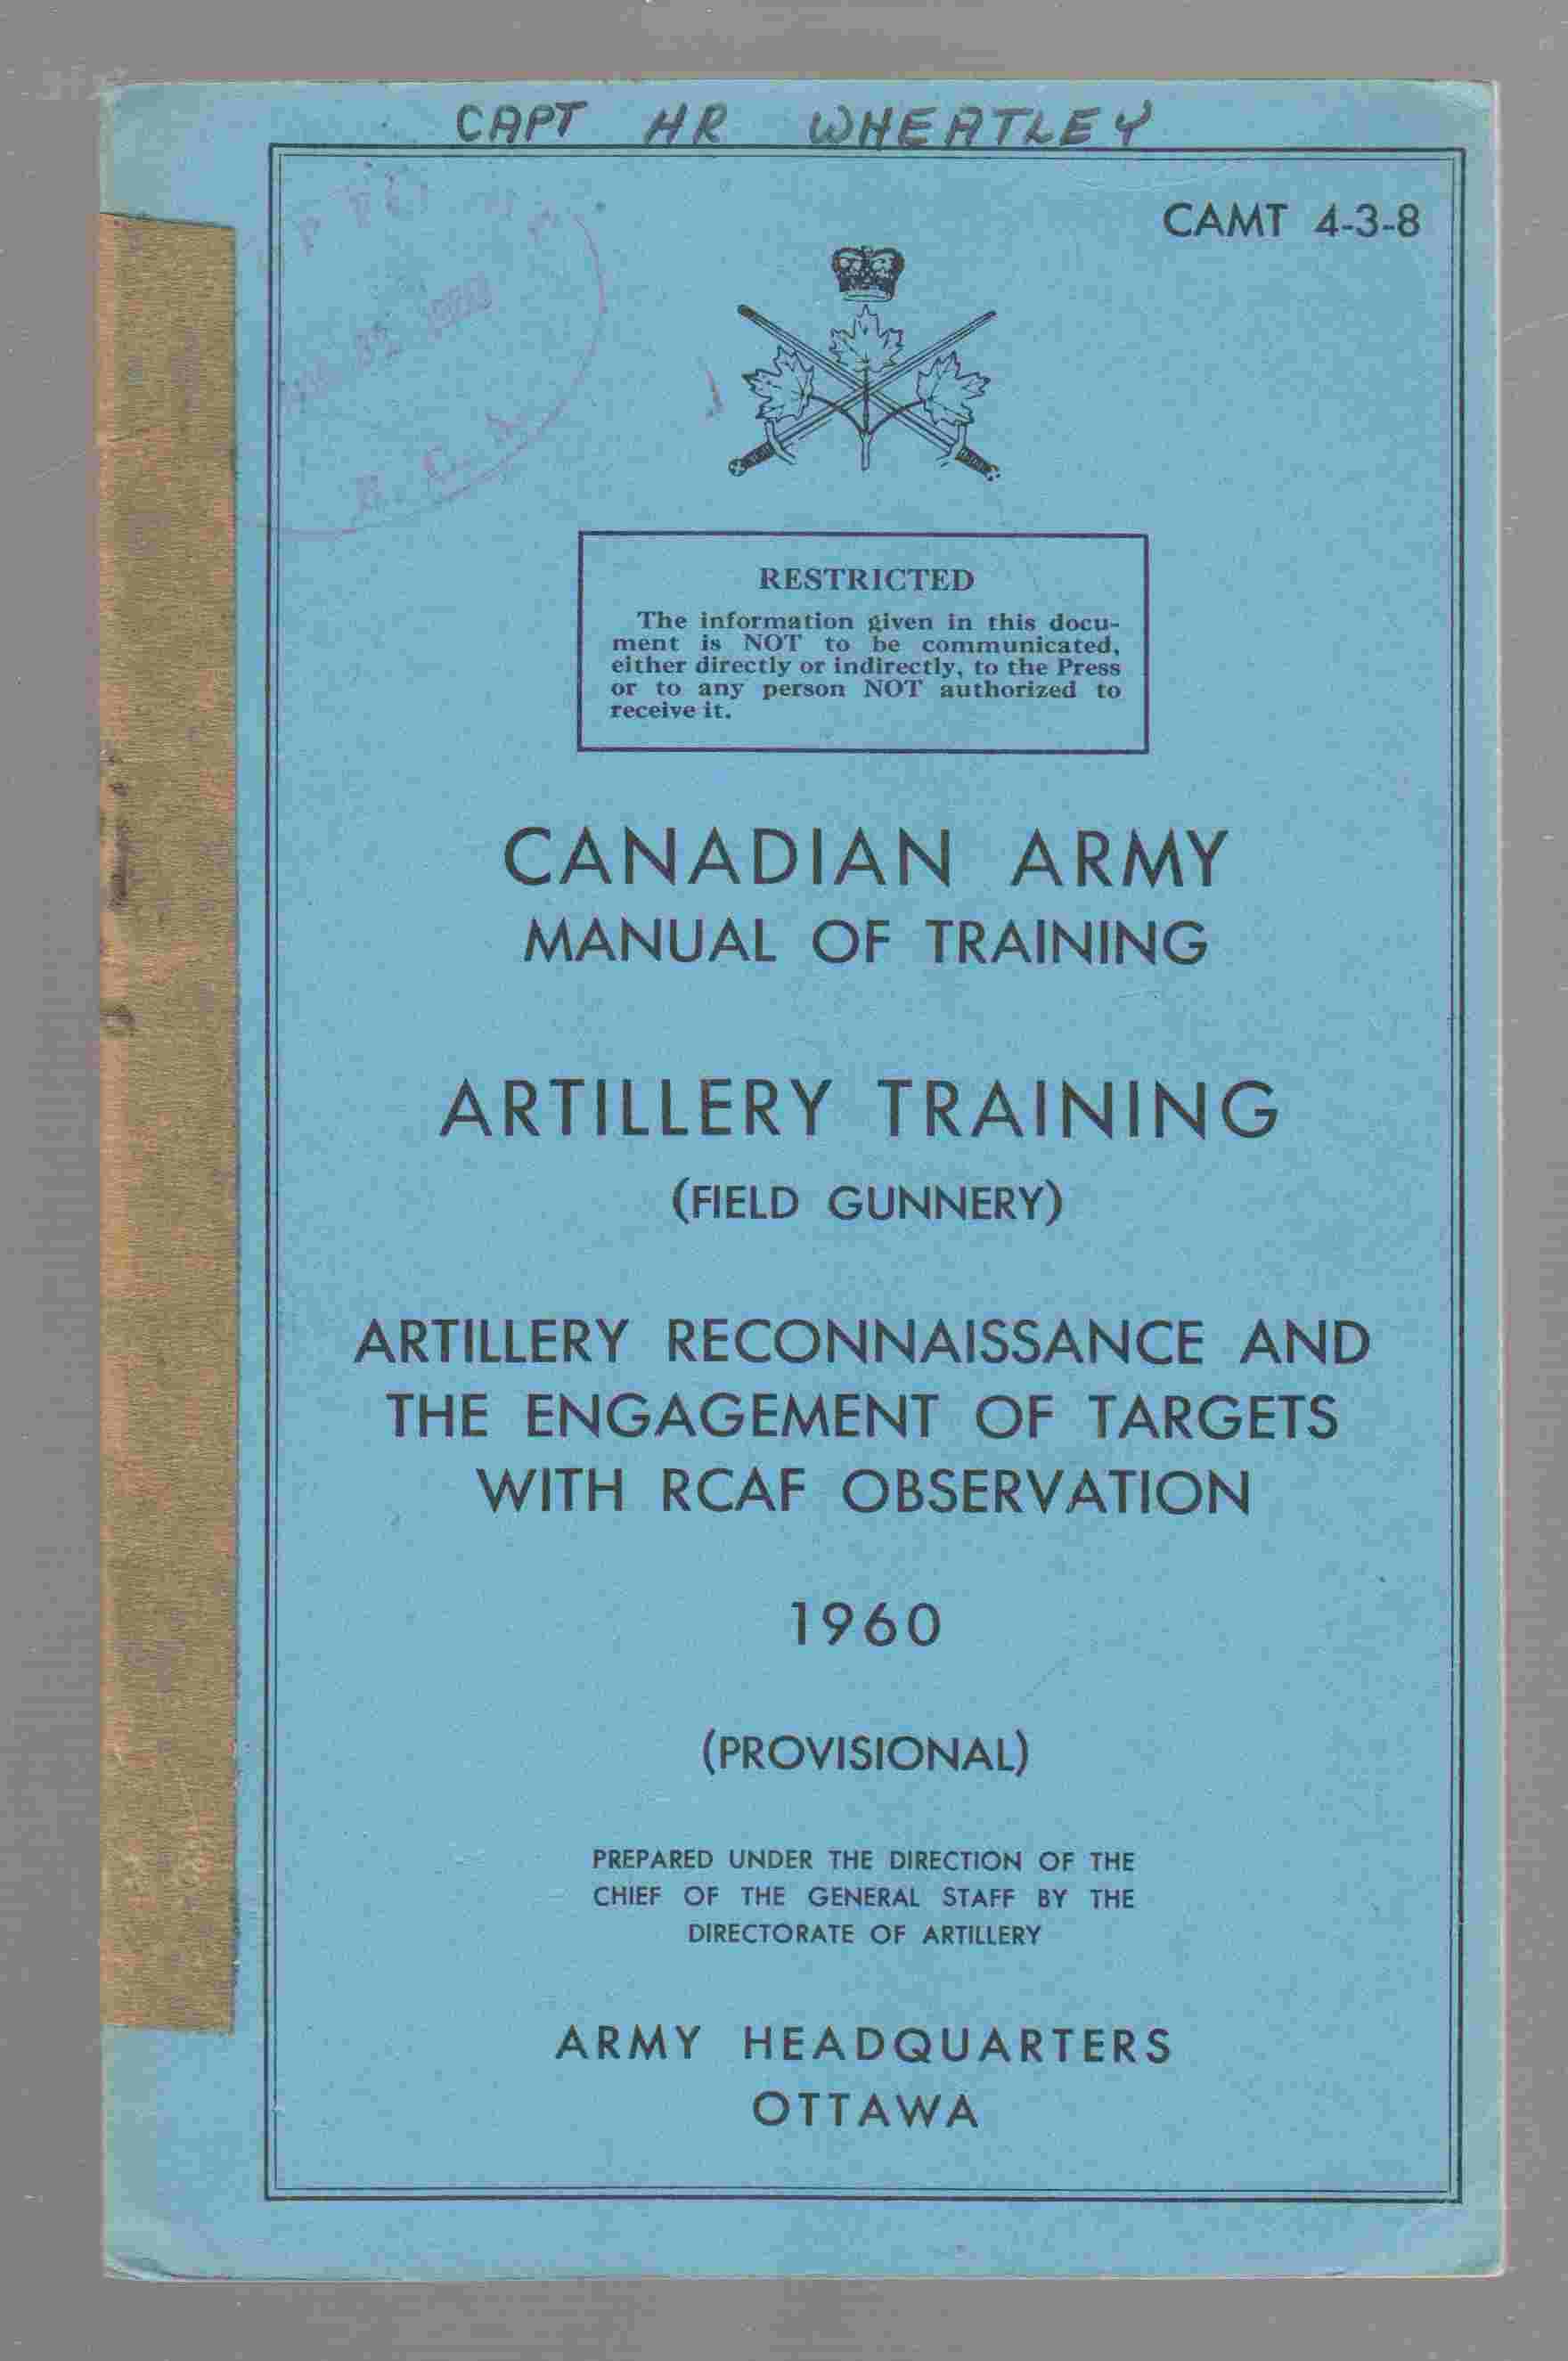 CAPT HR WHEATLEY
CAMT 4-3-8
RESTRICTED
The information given in this docu-
ment is NOT to be communicated,
either directly or indirectly, to the Press
or to any person NOT authorized to
receive it.
CANADIAN ARMY
MANUAL OF TRAINING
ARTILLERY TRAINING
(FIELD GUNNERY)
ARTILLERY RECONNAISSANCE AND
THE ENGAGEMENT OF TARGETS
WITH RCAF OBSERVATION
1960
(PROVISIONAL)
PREPARED UNDER THE DIRECTION OF THE
CHIEF OF THE GENERAL STAFF BY THE
DIRECTORATE OF ARTILLERY
ARMY HEADQUARTERS
OTTAWA